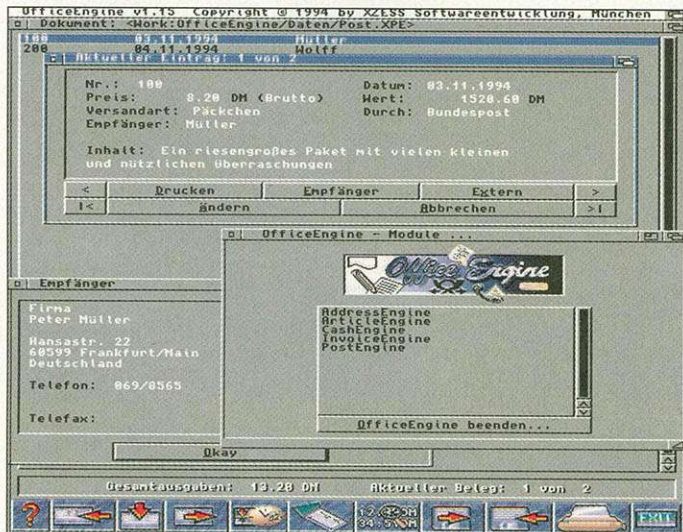 OfficeEngine v1.15 Copyright © 1994 by XZESS Softwareentwicklung, München
Dokument: <Work:OfficeEngine/Daten/Post.XPE>
100 03.11.1994 Müller
200 04.11.1994 Wolff
Aktueller Eintrag: 1 von 2
Nr.: 100 Datum: 03.11.1994
Preis: 8.20 DM (Brutto) Wert: 1520.60 DM
Versandart: Päckchen Durch: Bundespost
Empfänger: Müller
Inhalt: Ein riesengroßes Paket mit vielen kleinen
und nützlichen Überraschungen
< Drucken Empfänger Extern >
|< ändern Abbrechen >|
OfficeEngine - Module ...
Office Engine
AddressEngine
ArticleEngine
CashEngine
InvoiceEngine
PostEngine
OfficeEngine beenden...
Empfänger
Firma
Peter Müller
Hansastr. 22
60599 Frankfurt/Main
Deutschland
Telefon: 069/8565
Telefax:
Okay
Gesamtausgaben: 13.20 DM Aktueller Beleg: 1 von 2
? EXIT